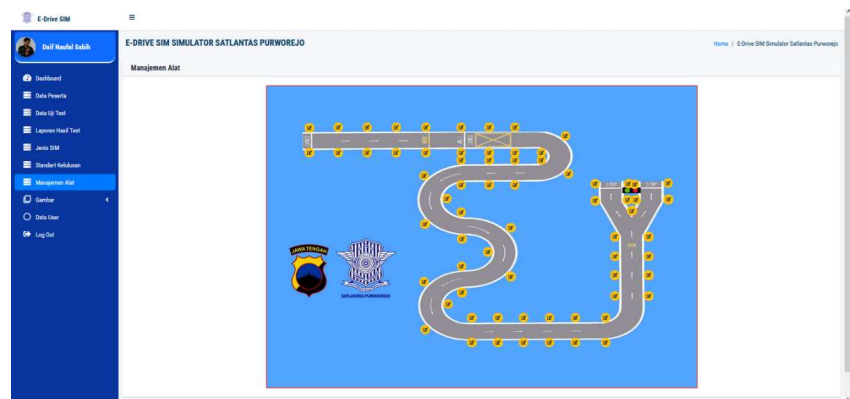 E-Drive SIM
Daif Naufal Sabih
Dashboard
Data Peserta
Data Uji Test
Laporan Hasil Test
Jenis SIM
Standart Kelulusan
Manajemen Alat
Gambar
Data User
Log Out
E-DRIVE SIM SIMULATOR SATLANTAS PURWOREJO
Home / E-Drive SIM Simulator Satlantas Purworejo
Manajemen Alat
JAWA TENGAH
SATLANTAS PURWOREJO
STOP
STOP